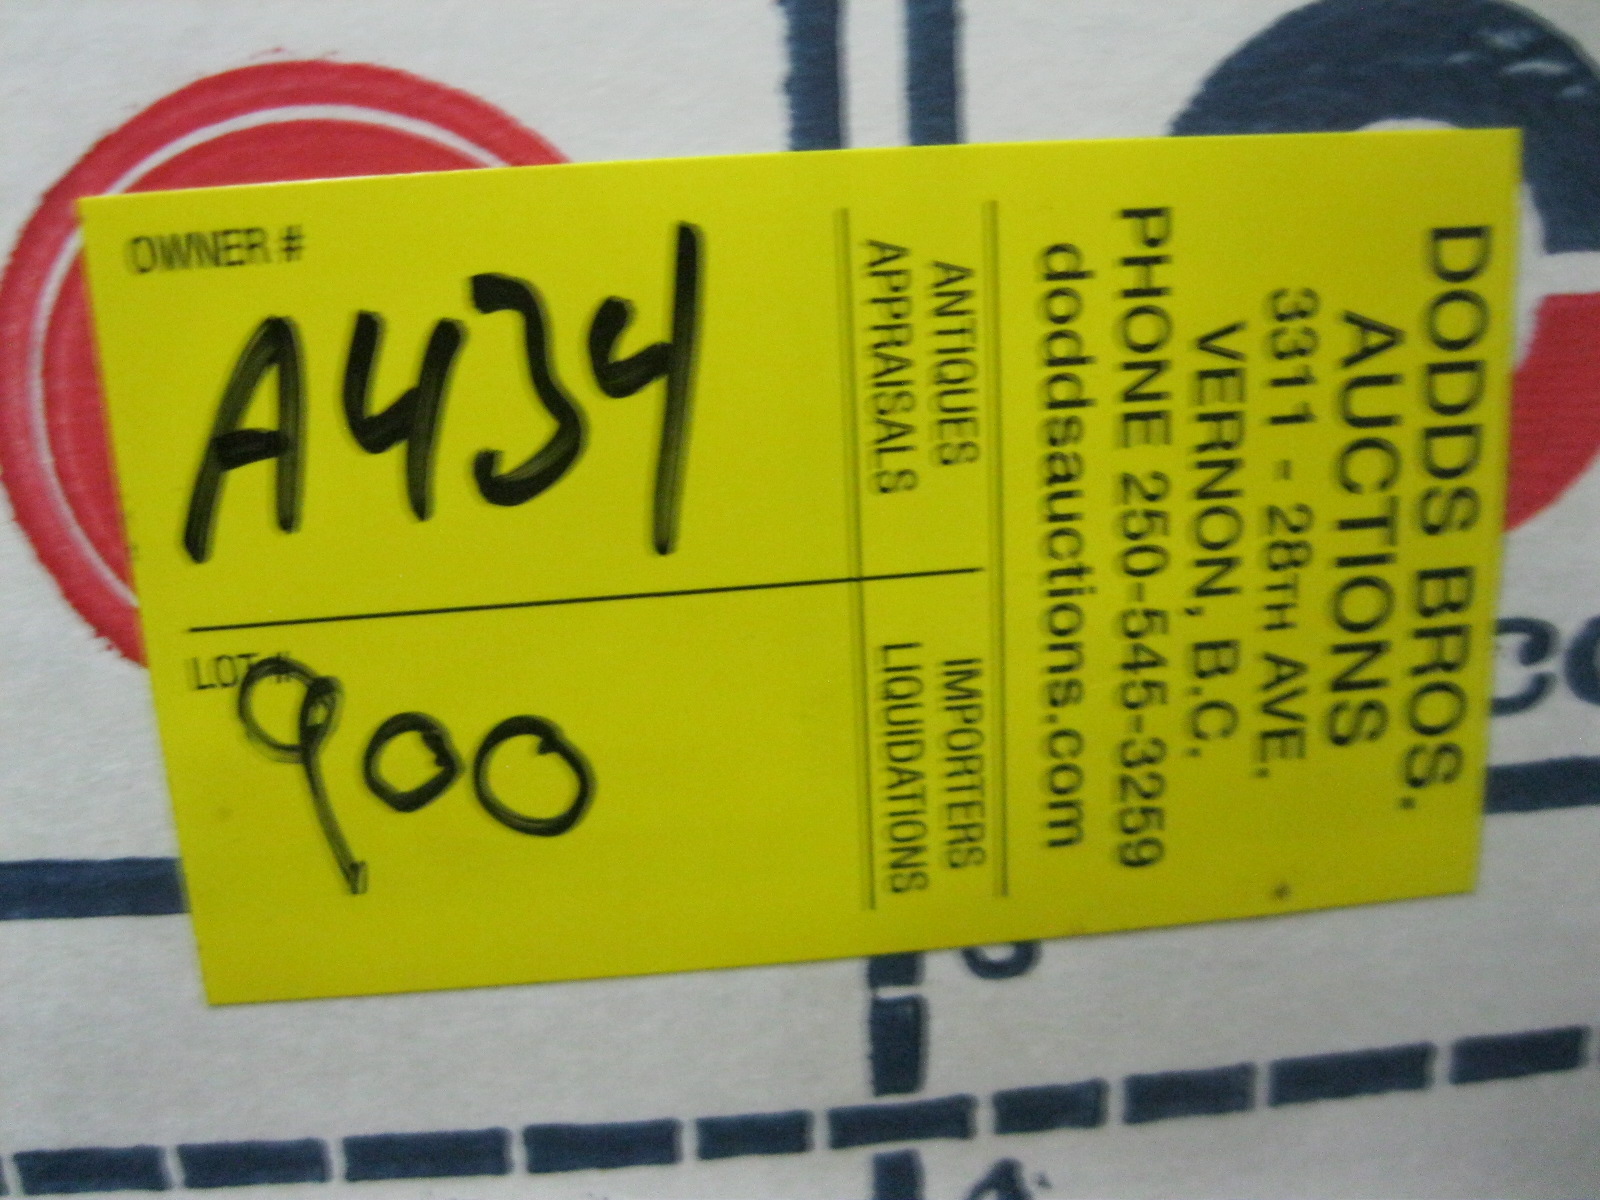 OWNER #
A434
LOT #
900
DODDS BROS.
AUCTIONS
3311 - 28TH AVE.
VERNON, B.C.
PHONE 250-545-3259
doddsauctions.com
ANTIQUES IMPORTERS
APPRAISALS LIQUIDATIONS